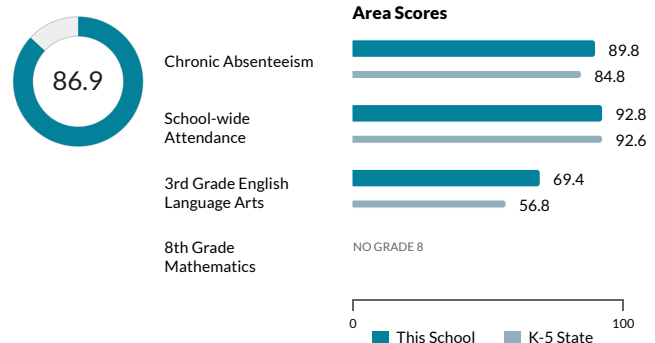 86.9
Area Scores
Chronic Absenteeism
89.8
84.8
School-wide
Attendance
92.8
92.6
3rd Grade English
Language Arts
69.4
56.8
8th Grade
Mathematics
NO GRADE 8
0
100
This School
K-5 State